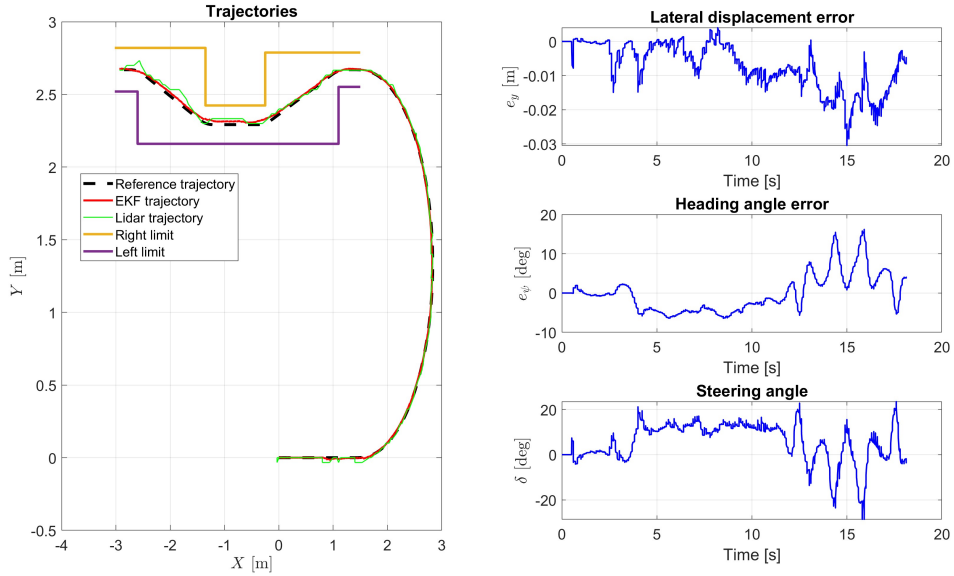 Trajectories
3
2.5
2
1.5
1
0.5
0
-0.5
Y [m]
-4
-3
-2
-1
0
1
2
3
X [m]
Reference trajectory
EKF trajectory
Lidar trajectory
Right limit
Left limit
Lateral displacement error
0
-0.01
-0.02
-0.03
e_y [m]
0
5
10
15
20
Time [s]
Heading angle error
20
10
0
-10
e_ψ [deg]
0
5
10
15
20
Time [s]
Steering angle
20
0
-20
δ [deg]
0
5
10
15
20
Time [s]